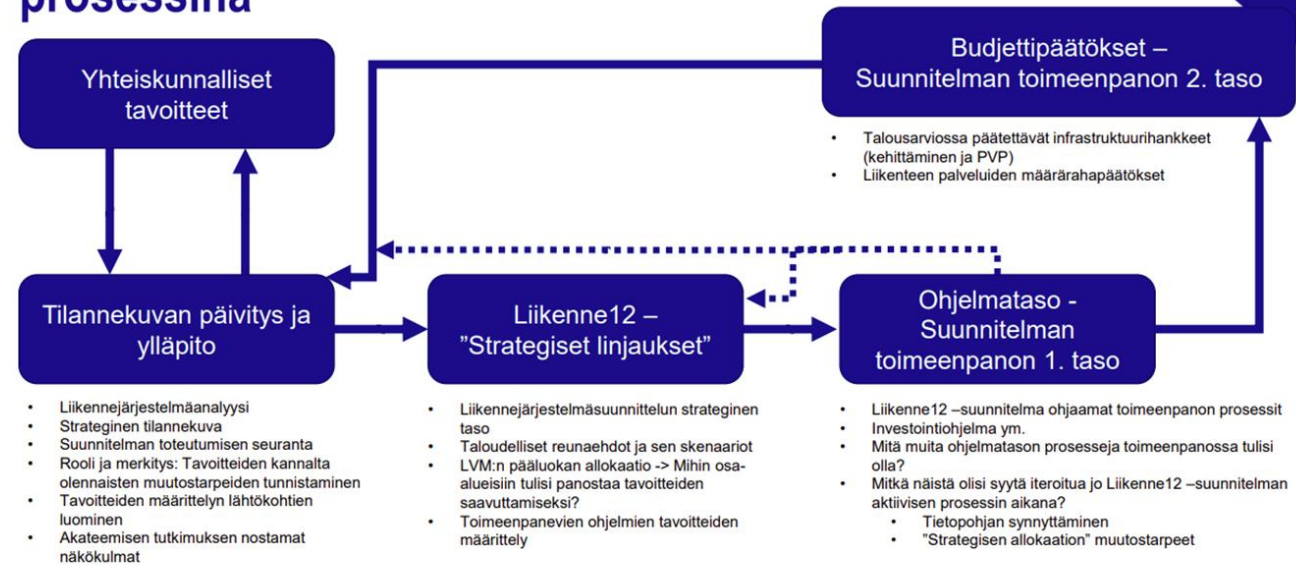 prosessina
Yhteiskunnalliset
tavoitteet
Budjettipäätökset –
Suunnitelman toimeenpanon 2. taso
• Talousarviossa päätettävät infrastruktuurihankkeet
(kehittäminen ja PVP)
• Liikenteen palveluiden määrärahapäätökset
Tilannekuvan päivitys ja
ylläpito
Liikenne12 –
”Strategiset linjaukset”
Ohjelmataso -
Suunnitelman
toimeenpanon 1. taso
• Liikennejärjestelmäanalyysi
• Strateginen tilannekuva
• Suunnitelman toteutumisen seuranta
• Rooli ja merkitys: Tavoitteiden kannalta
olennaisten muutostarpeiden tunnistaminen
• Tavoitteiden määrittelyn lähtökohtien
luominen
• Akateemisen tutkimuksen nostamat
näkökulmat
• Liikennejärjestelmäsuunnittelun strateginen
taso
• Taloudelliset reunaehdot ja sen skenaariot
• LVM:n pääluokan allokaatio -> Mihin osa-
alueisiin tulisi panostaa tavoitteiden
saavuttamiseksi?
• Toimeenpanevien ohjelmien tavoitteiden
määrittely
• Liikenne12 –suunnitelma ohjaamat toimeenpanon prosessit
• Investointiohjelma ym.
• Mitä muita ohjelmatason prosesseja toimeenpanossa tulisi
olla?
• Mitkä näistä olisi syytä iteroitua jo Liikenne12 –suunnitelman
aktiivisen prosessin aikana?
• Tietopohjan synnyttäminen
• ”Strategisen allokaation” muutostarpeet